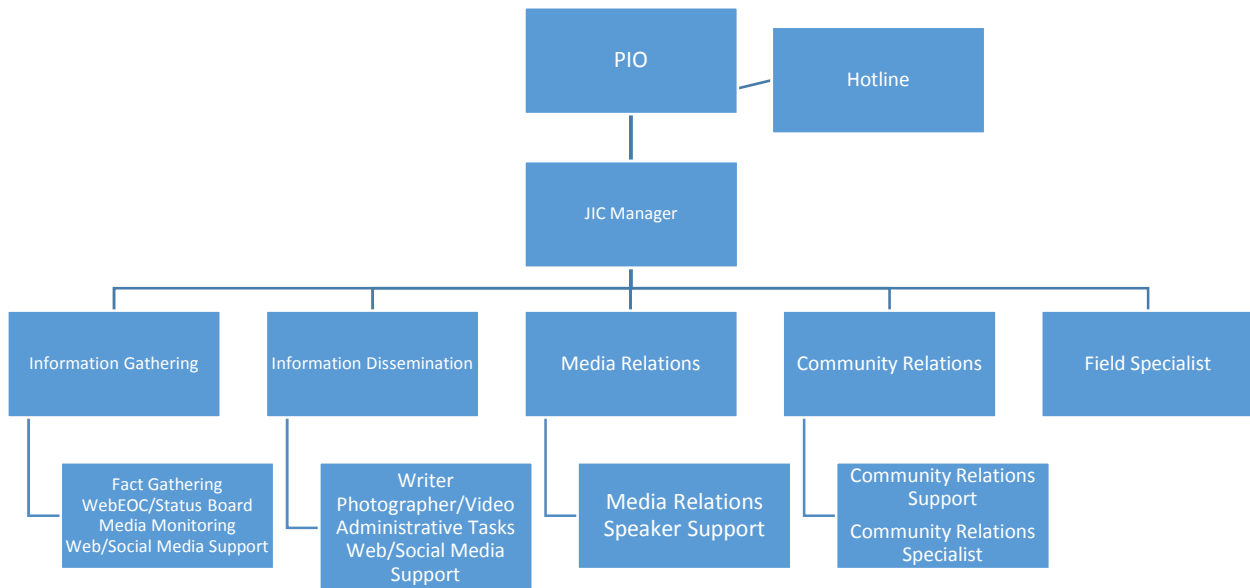 PIO
Hotline
JIC Manager
Information Gathering
Information Dissemination
Media Relations
Community Relations
Field Specialist
Fact Gathering
WebEOC/Status Board
Media Monitoring
Web/Social Media Support
Writer
Photographer/Video
Administrative Tasks
Web/Social Media
Support
Media Relations
Speaker Support
Community Relations
Support
Community Relations
Specialist